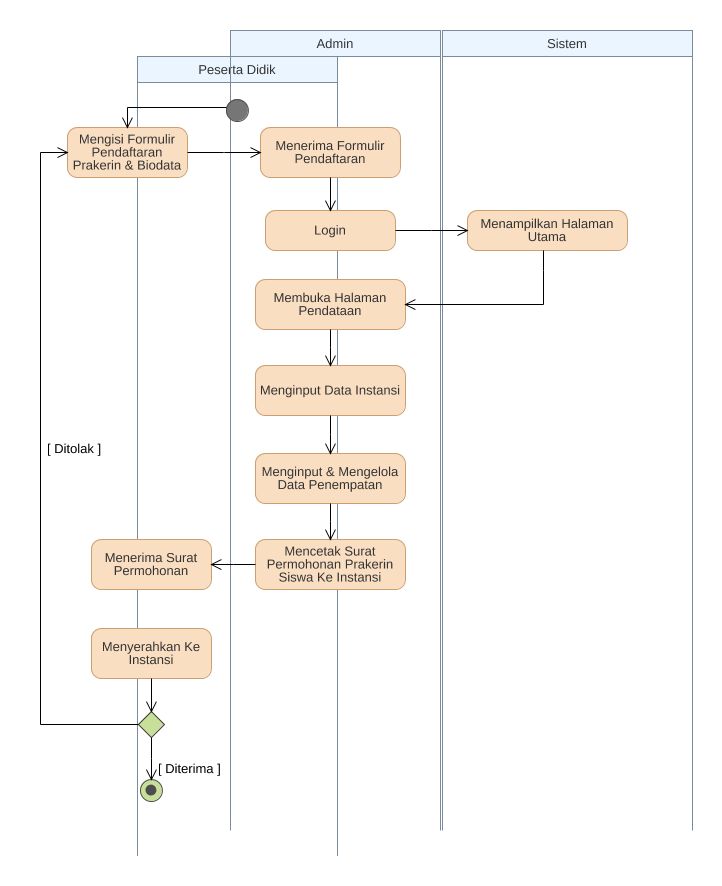 Admin
Sistem
Peserta Didik
Mengisi Formulir
Pendaftaran
Prakerin & Biodata
Menerima Formulir
Pendaftaran
Login
Menampilkan Halaman
Utama
Membuka Halaman
Pendataan
Menginput Data Instansi
[ Ditolak ]
Menginput & Mengelola
Data Penempatan
Menerima Surat
Permohonan
Mencetak Surat
Permohonan Prakerin
Siswa Ke Instansi
Menyerahkan Ke
Instansi
[ Diterima ]